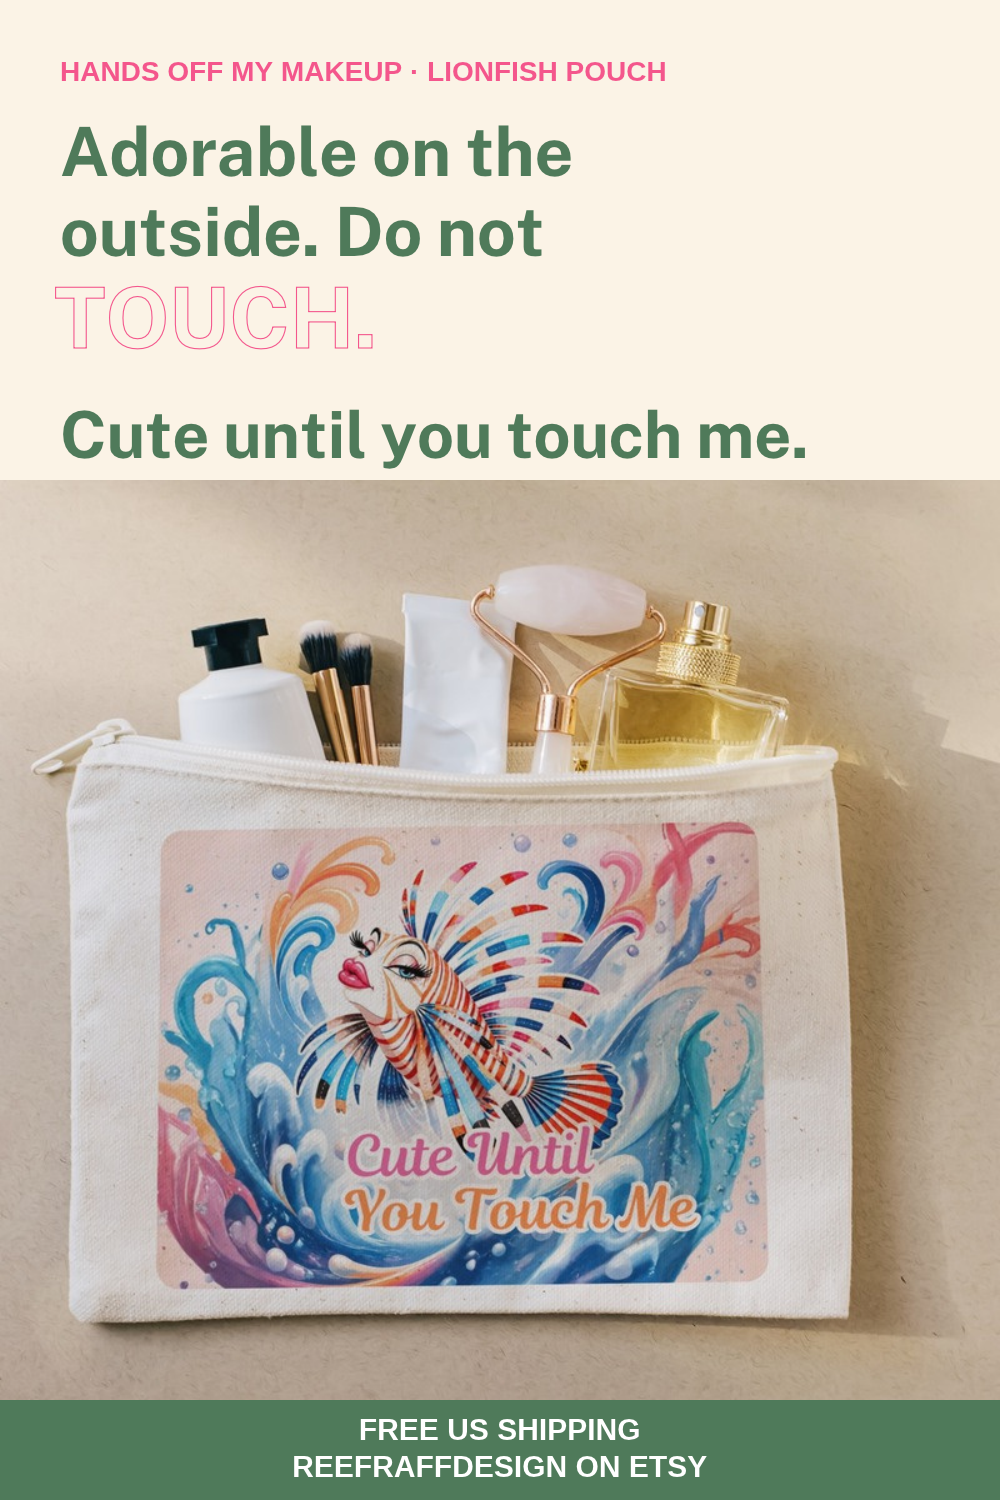 HANDS OFF MY MAKEUP · LIONFISH POUCH
Adorable on the
outside. Do not
TOUCH.
Cute until you touch me.
Cute Until
You Touch Me
FREE US SHIPPING
REEFRAFFDESIGN ON ETSY